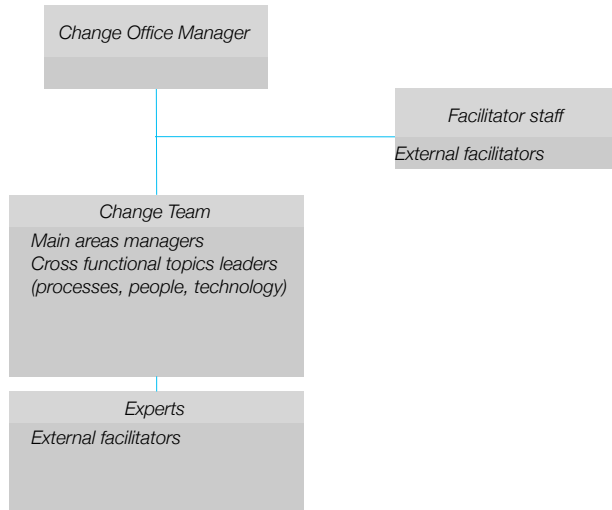 Change Office Manager
Facilitator staff
External facilitators
Change Team
Main areas managers
Cross functional topics leaders
(processes, people, technology)
Experts
External facilitators